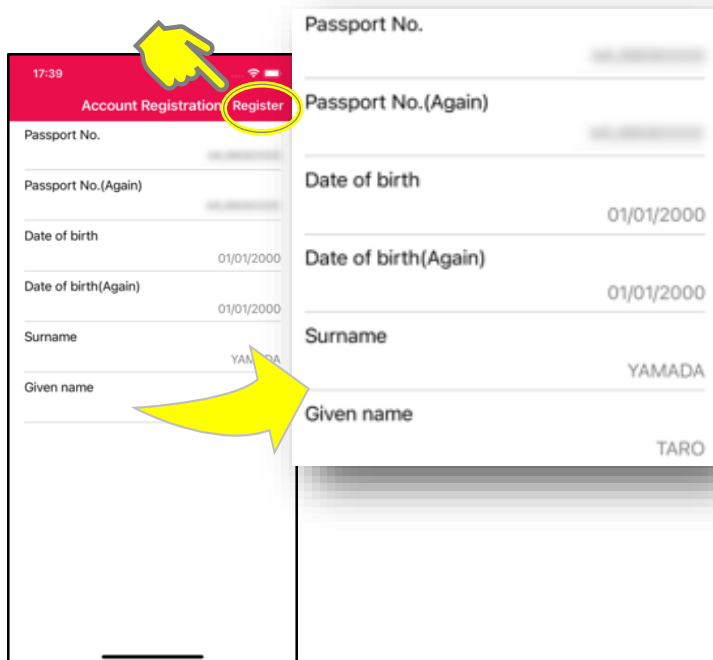 17:39
Account Registration Register
Passport No.
Passport No.(Again)
Date of birth
01/01/2000
Date of birth(Again)
01/01/2000
Surname
Given name
Passport No.
Passport No.(Again)
Date of birth
01/01/2000
Date of birth(Again)
01/01/2000
Surname
YAMADA
Given name
TARO